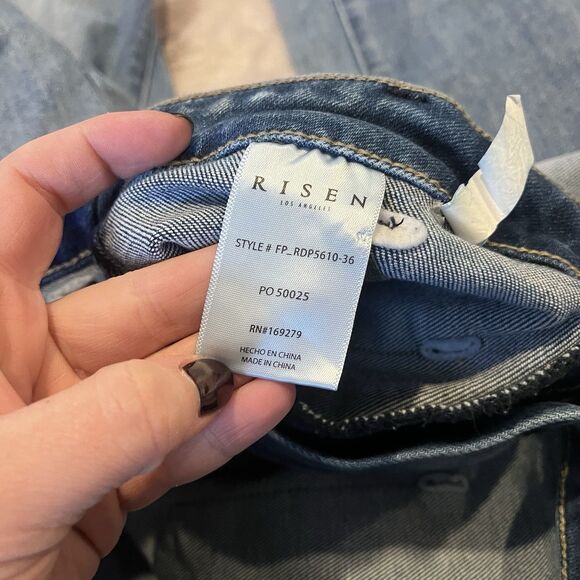 RISEN
LOS ANGELES
STYLE # FP_RDP5610-36
PO 50025
RN#169279
HECHO EN CHINA
MADE IN CHINA